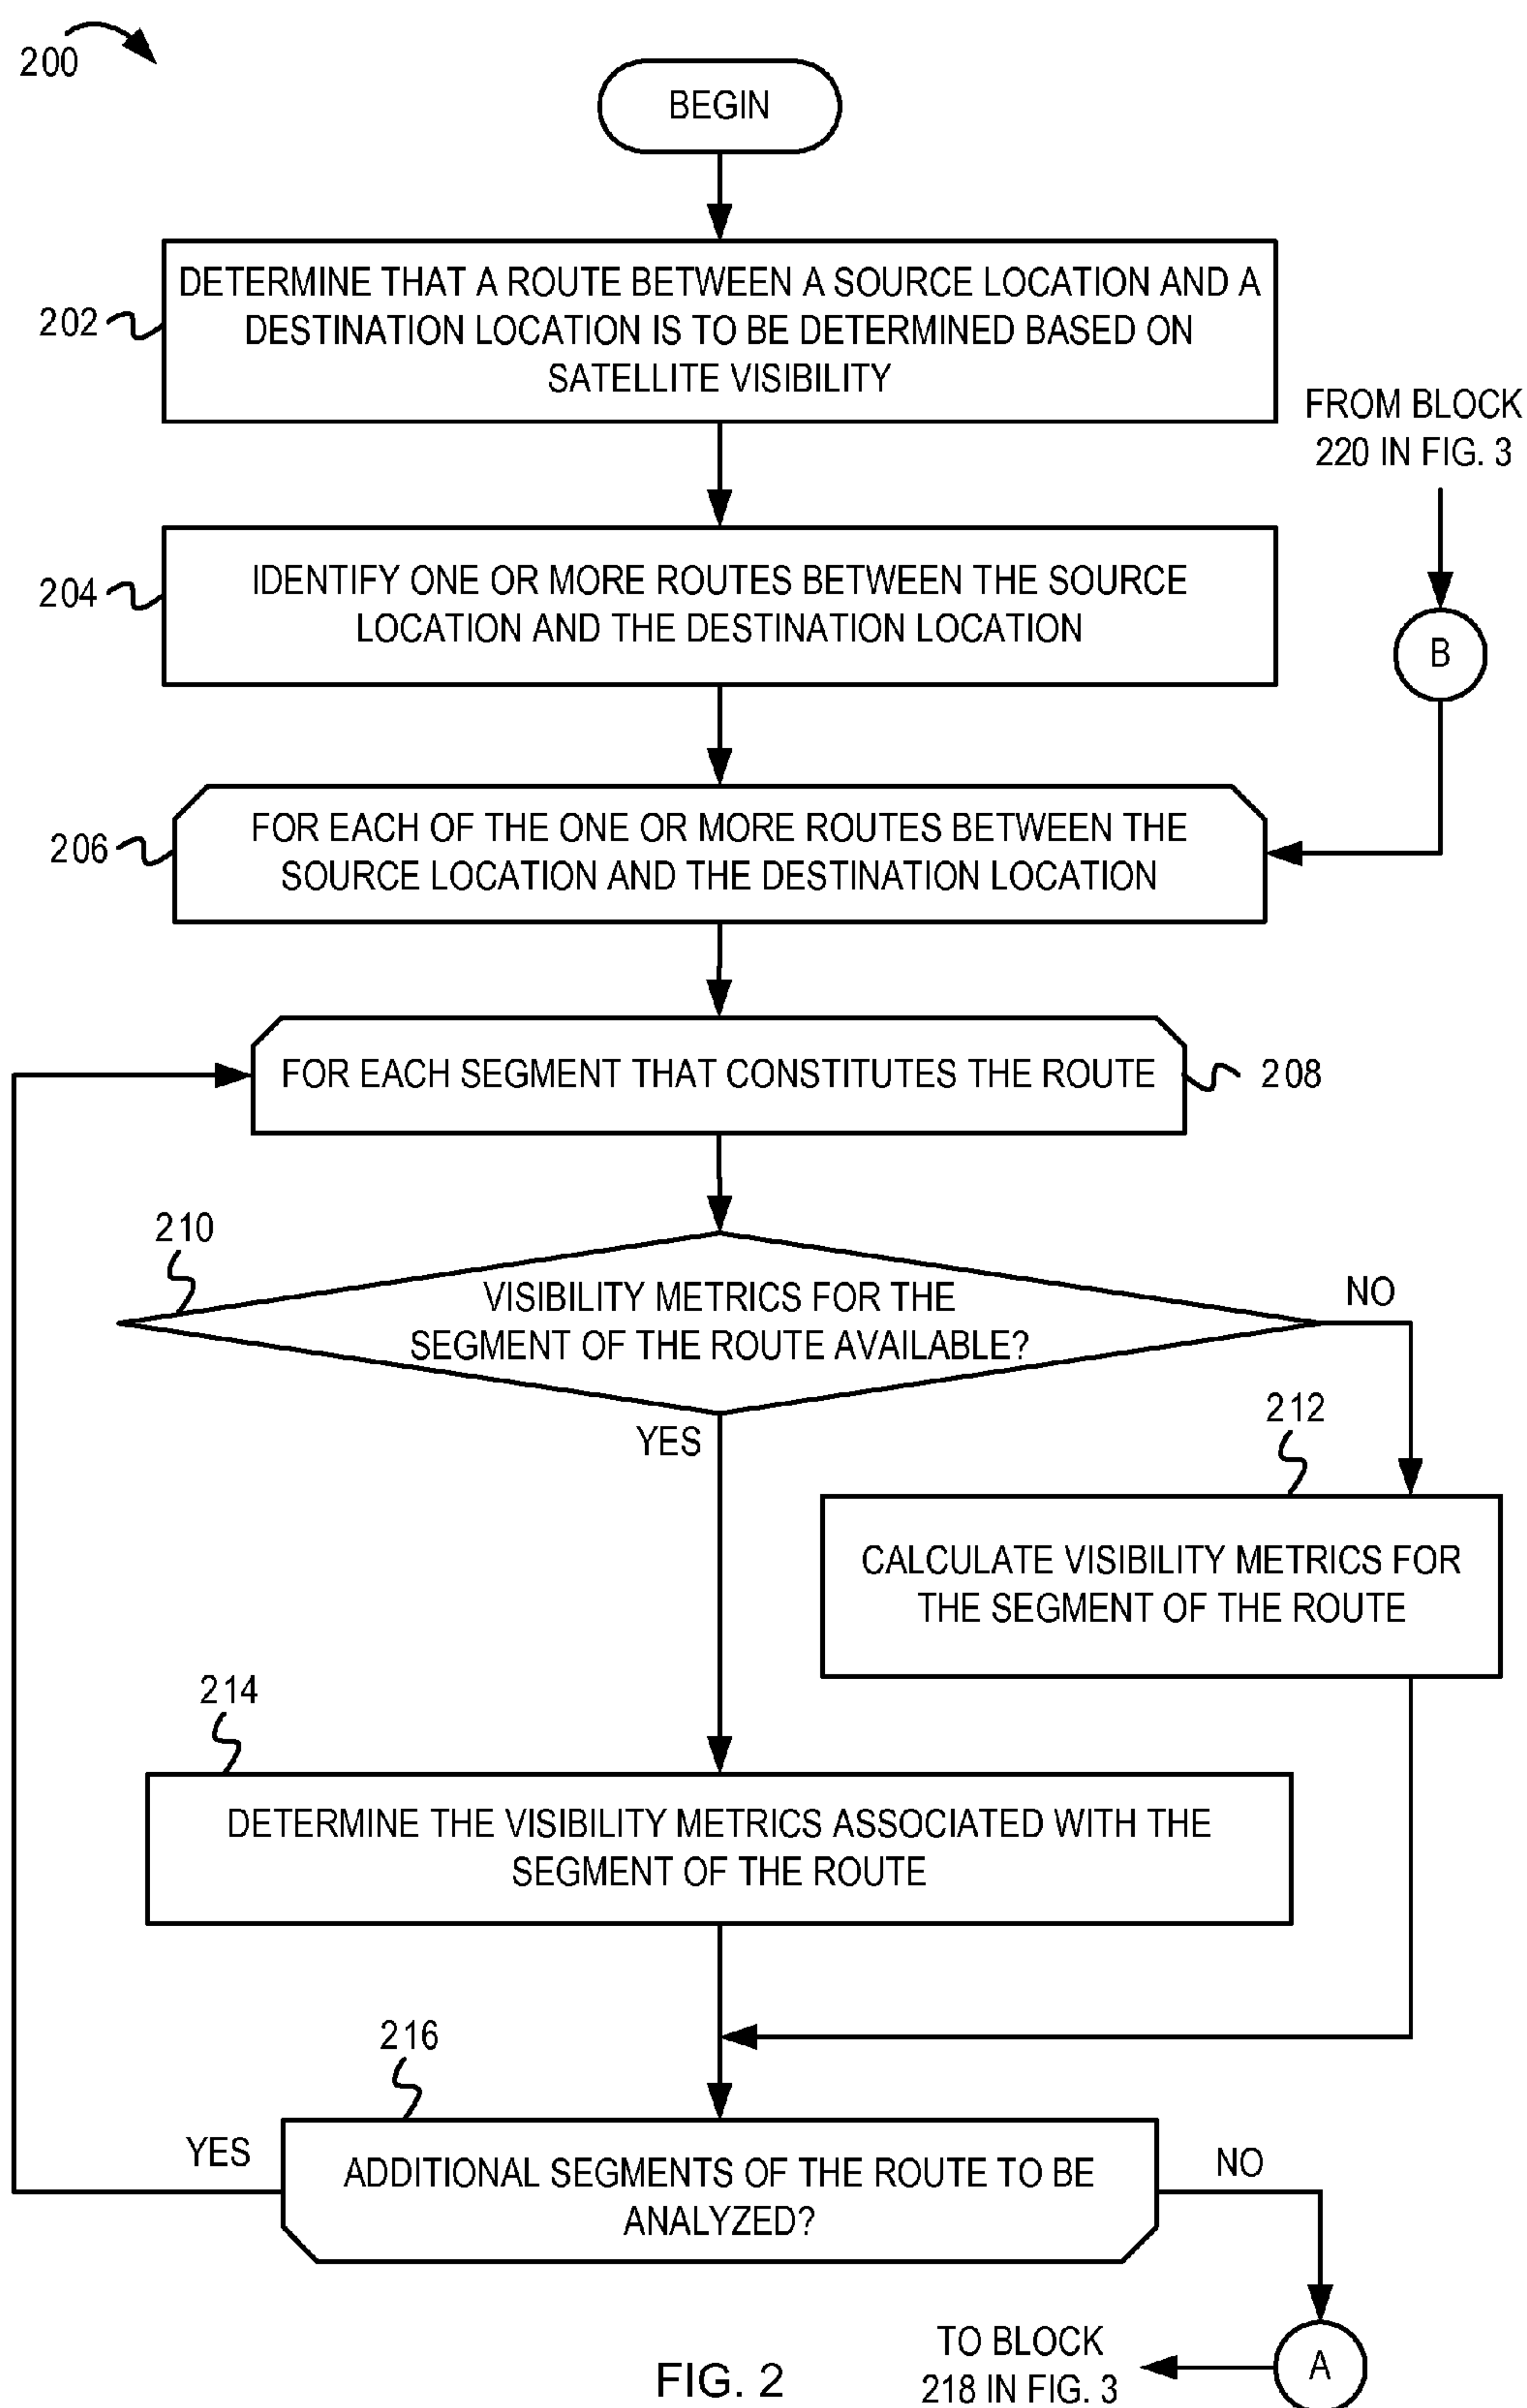 200
BEGIN
202
DETERMINE THAT A ROUTE BETWEEN A SOURCE LOCATION AND A
DESTINATION LOCATION IS TO BE DETERMINED BASED ON
SATELLITE VISIBILITY
FROM BLOCK
220 IN FIG. 3
204
IDENTIFY ONE OR MORE ROUTES BETWEEN THE SOURCE
LOCATION AND THE DESTINATION LOCATION
B
206
FOR EACH OF THE ONE OR MORE ROUTES BETWEEN THE
SOURCE LOCATION AND THE DESTINATION LOCATION
FOR EACH SEGMENT THAT CONSTITUTES THE ROUTE
208
210
VISIBILITY METRICS FOR THE
SEGMENT OF THE ROUTE AVAILABLE?
NO
YES
212
CALCULATE VISIBILITY METRICS FOR
THE SEGMENT OF THE ROUTE
214
DETERMINE THE VISIBILITY METRICS ASSOCIATED WITH THE
SEGMENT OF THE ROUTE
216
YES
ADDITIONAL SEGMENTS OF THE ROUTE TO BE
ANALYZED?
NO
TO BLOCK
218 IN FIG. 3
A
FIG. 2